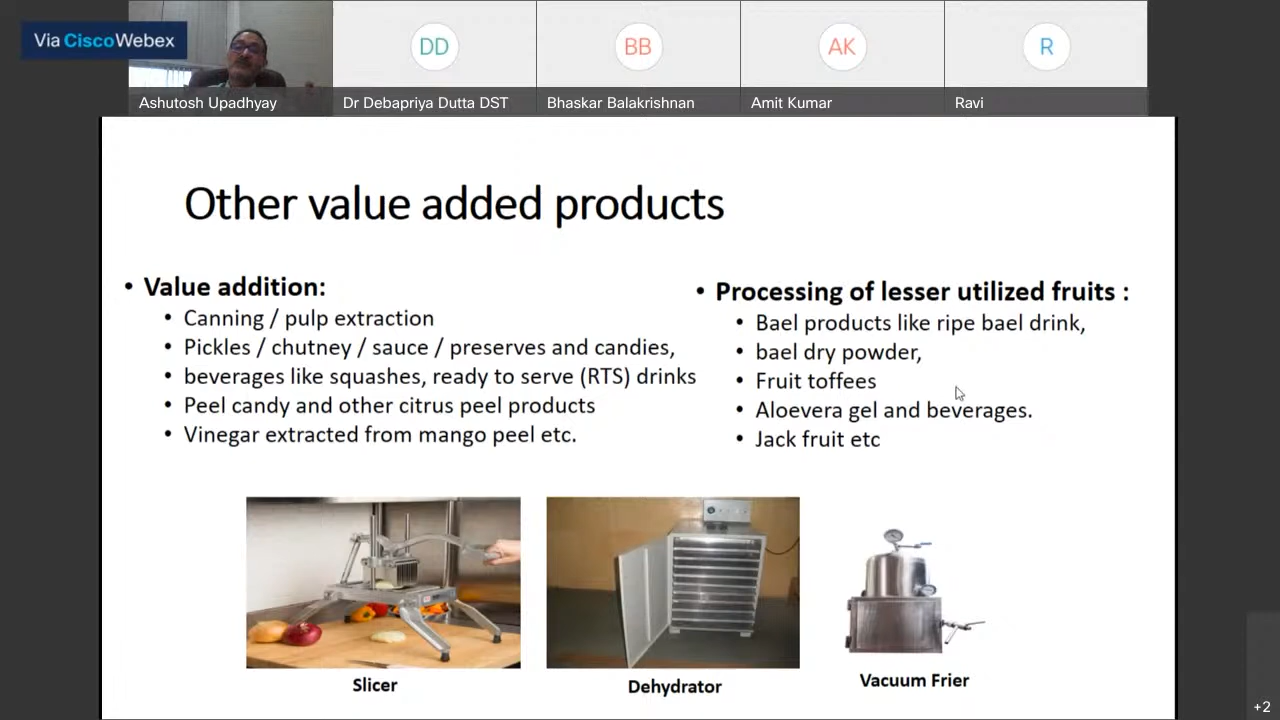 Via Cisco Webex
DD
BB
AK
R
Ashutosh Upadhyay
Dr Debapriya Dutta DST
Bhaskar Balakrishnan
Amit Kumar
Ravi
Other value added products
• Value addition:
• Canning / pulp extraction
• Pickles / chutney / sauce / preserves and candies,
• beverages like squashes, ready to serve (RTS) drinks
• Peel candy and other citrus peel products
• Vinegar extracted from mango peel etc.
• Processing of lesser utilized fruits :
• Bael products like ripe bael drink,
• bael dry powder,
• Fruit toffees
• Aloevera gel and beverages.
• Jack fruit etc
Slicer
Dehydrator
Vacuum Frier
+2